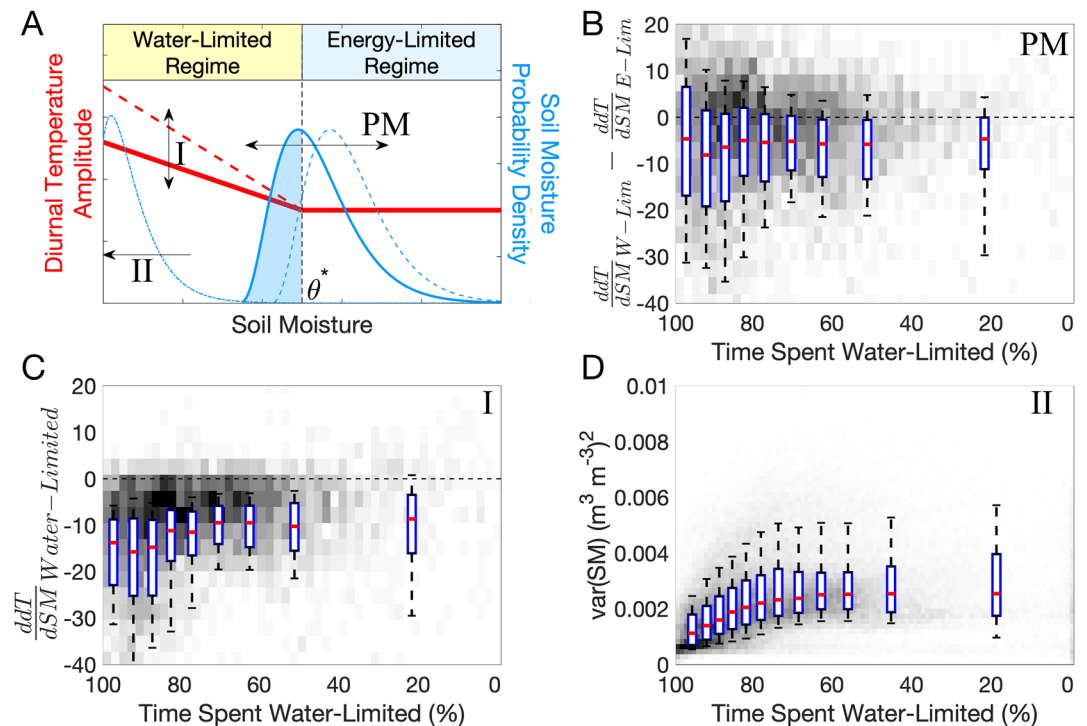 A
Water-Limited
Regime
Energy-Limited
Regime
Diurnal Temperature
Amplitude
I
II
PM
θ*
Soil Moisture
Probability Density
Soil Moisture
B
PM
20
10
0
-10
-20
-30
-40
ddT/dSM W-Lim − ddT/dSM E-Lim
100 80 60 40 20 0
Time Spent Water-Limited (%)
C
I
20
10
0
-10
-20
-30
-40
ddT/dSM Water-Limited
100 80 60 40 20 0
Time Spent Water-Limited (%)
D
II
0.01
0.008
0.006
0.004
0.002
0
var(SM) (m³ m⁻³)²
100 80 60 40 20 0
Time Spent Water-Limited (%)